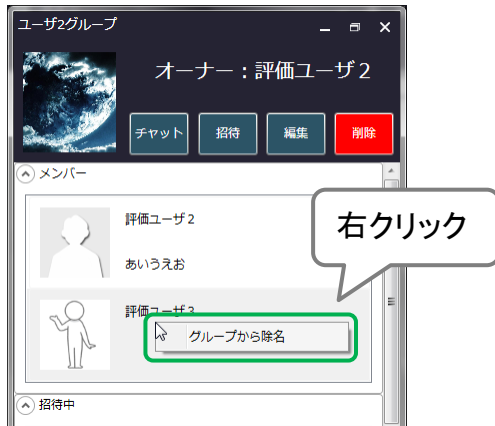 ユーザ2グループ
オーナー：評価ユーザ２
チャット
招待
編集
削除
メンバー
評価ユーザ２
あいうえお
評価ユーザ３
グループから除名
右クリック
招待中